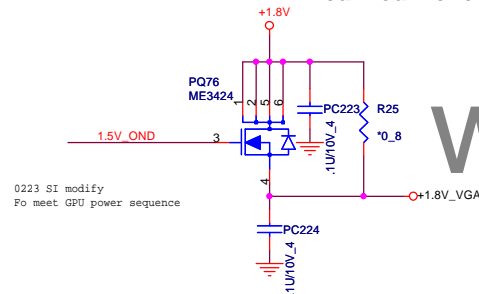 +1.8V
PQ76
ME3424
1
2
5
6
PC223
.1U/10V_4
R25
*0_8
1.5V_OND
3
4
0223 SI modify
Fo meet GPU power sequence
+1.8V_VGA
PC224
.1U/10V_4